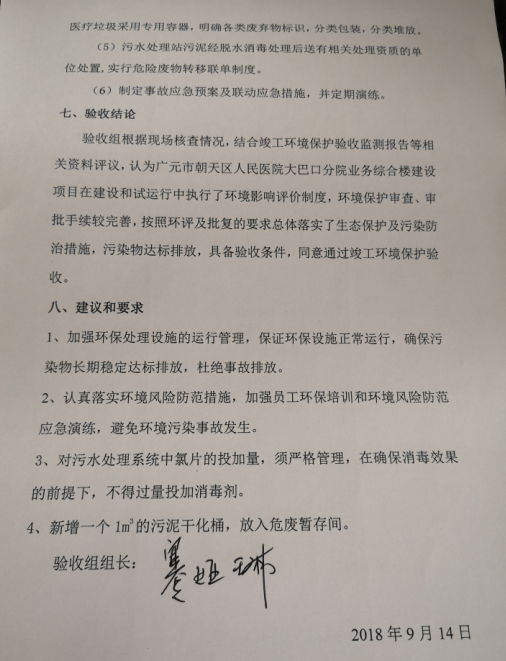 医疗垃圾采用专用容器，明确各类废弃物标识，分类包装，分类堆放。
（5）污水处理站污泥经脱水消毒处理后送有相关处理资质的单
位处置,实行危险废物转移联单制度。
（6）制定事故应急预案及联动应急措施，并定期演练。
七、验收结论
验收组根据现场核查情况，结合竣工环境保护验收监测报告等相
关资料评议，认为广元市朝天区人民医院大巴口分院业务综合楼建设
项目在建设和试运行中执行了环境影响评价制度，环境保护审查、审
批手续较完善，按照环评及批复的要求总体落实了生态保护及污染防
治措施，污染物达标排放，具备验收条件，同意通过竣工环境保护验
收。
八、建议和要求
1、加强环保处理设施的运行管理，保证环保设施正常运行，确保污
染物长期稳定达标排放，杜绝事故排放。
2、认真落实环境风险防范措施，加强员工环保培训和环境风险防范
应急演练，避免环境污染事故发生。
3、对污水处理系统中氯片的投加量，须严格管理，在确保消毒效果
的前提下，不得过量投加消毒剂。
4、新增一个 1m³的污泥干化桶，放入危废暂存间。
验收组组长：
2018 年 9 月 14 日